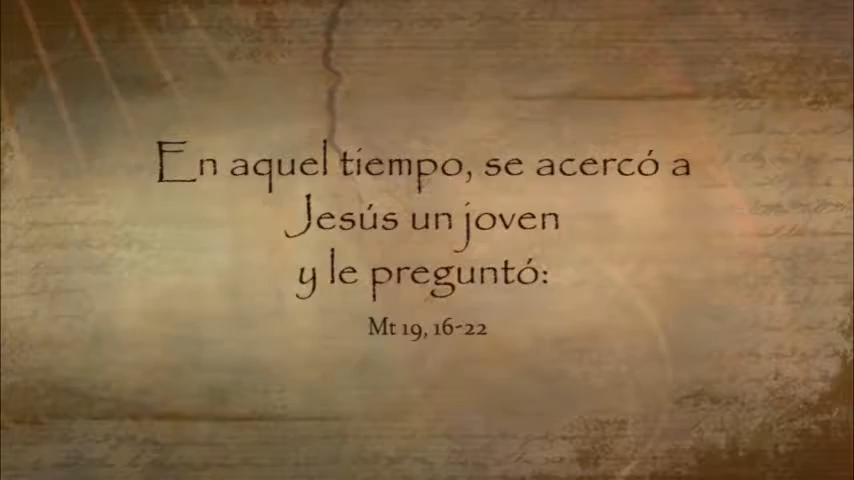 En aquel tiempo, se acercó a
Jesús un joven
y le preguntó:
Mt 19, 16-22